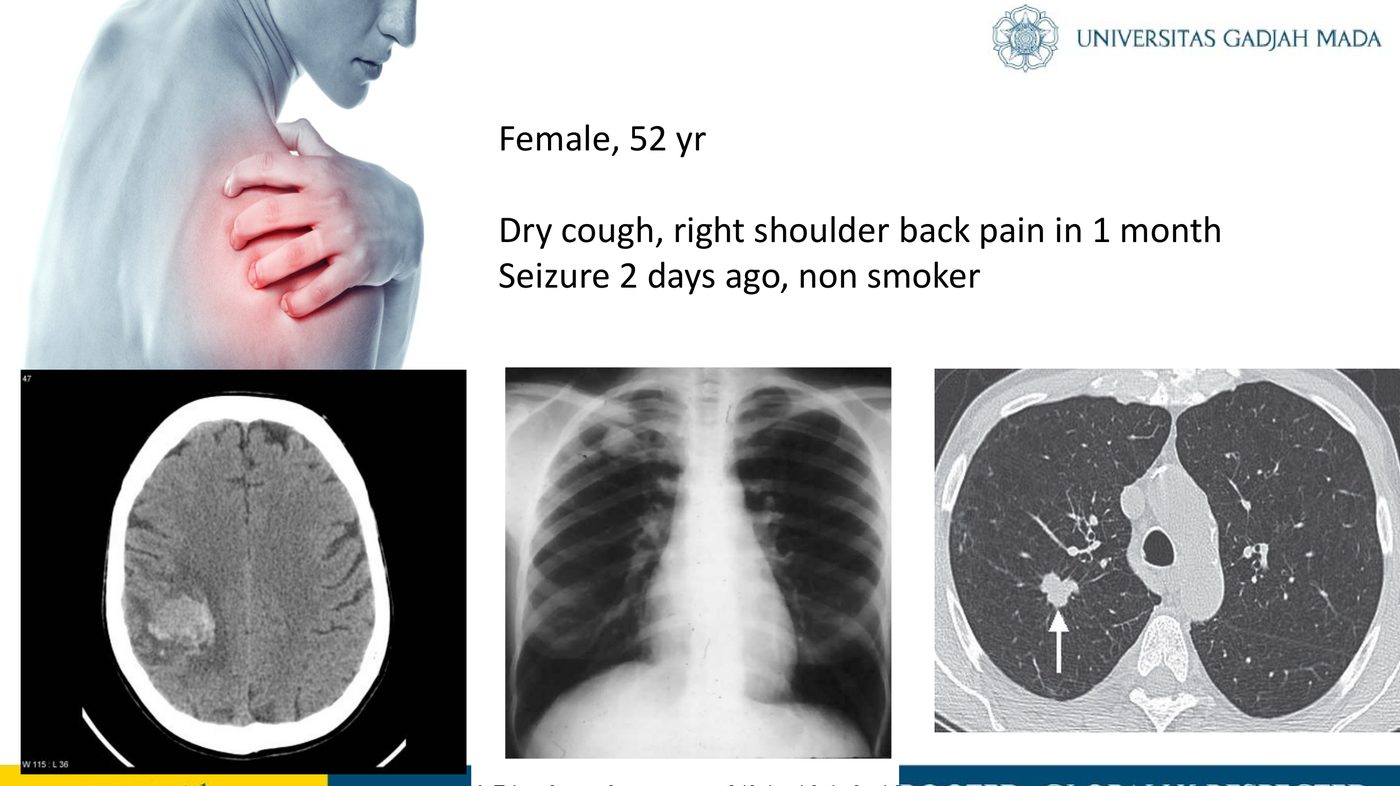 UNIVERSITAS GADJAH MADA
Female, 52 yr
Dry cough, right shoulder back pain in 1 month
Seizure 2 days ago, non smoker
47
W 115 : L 36